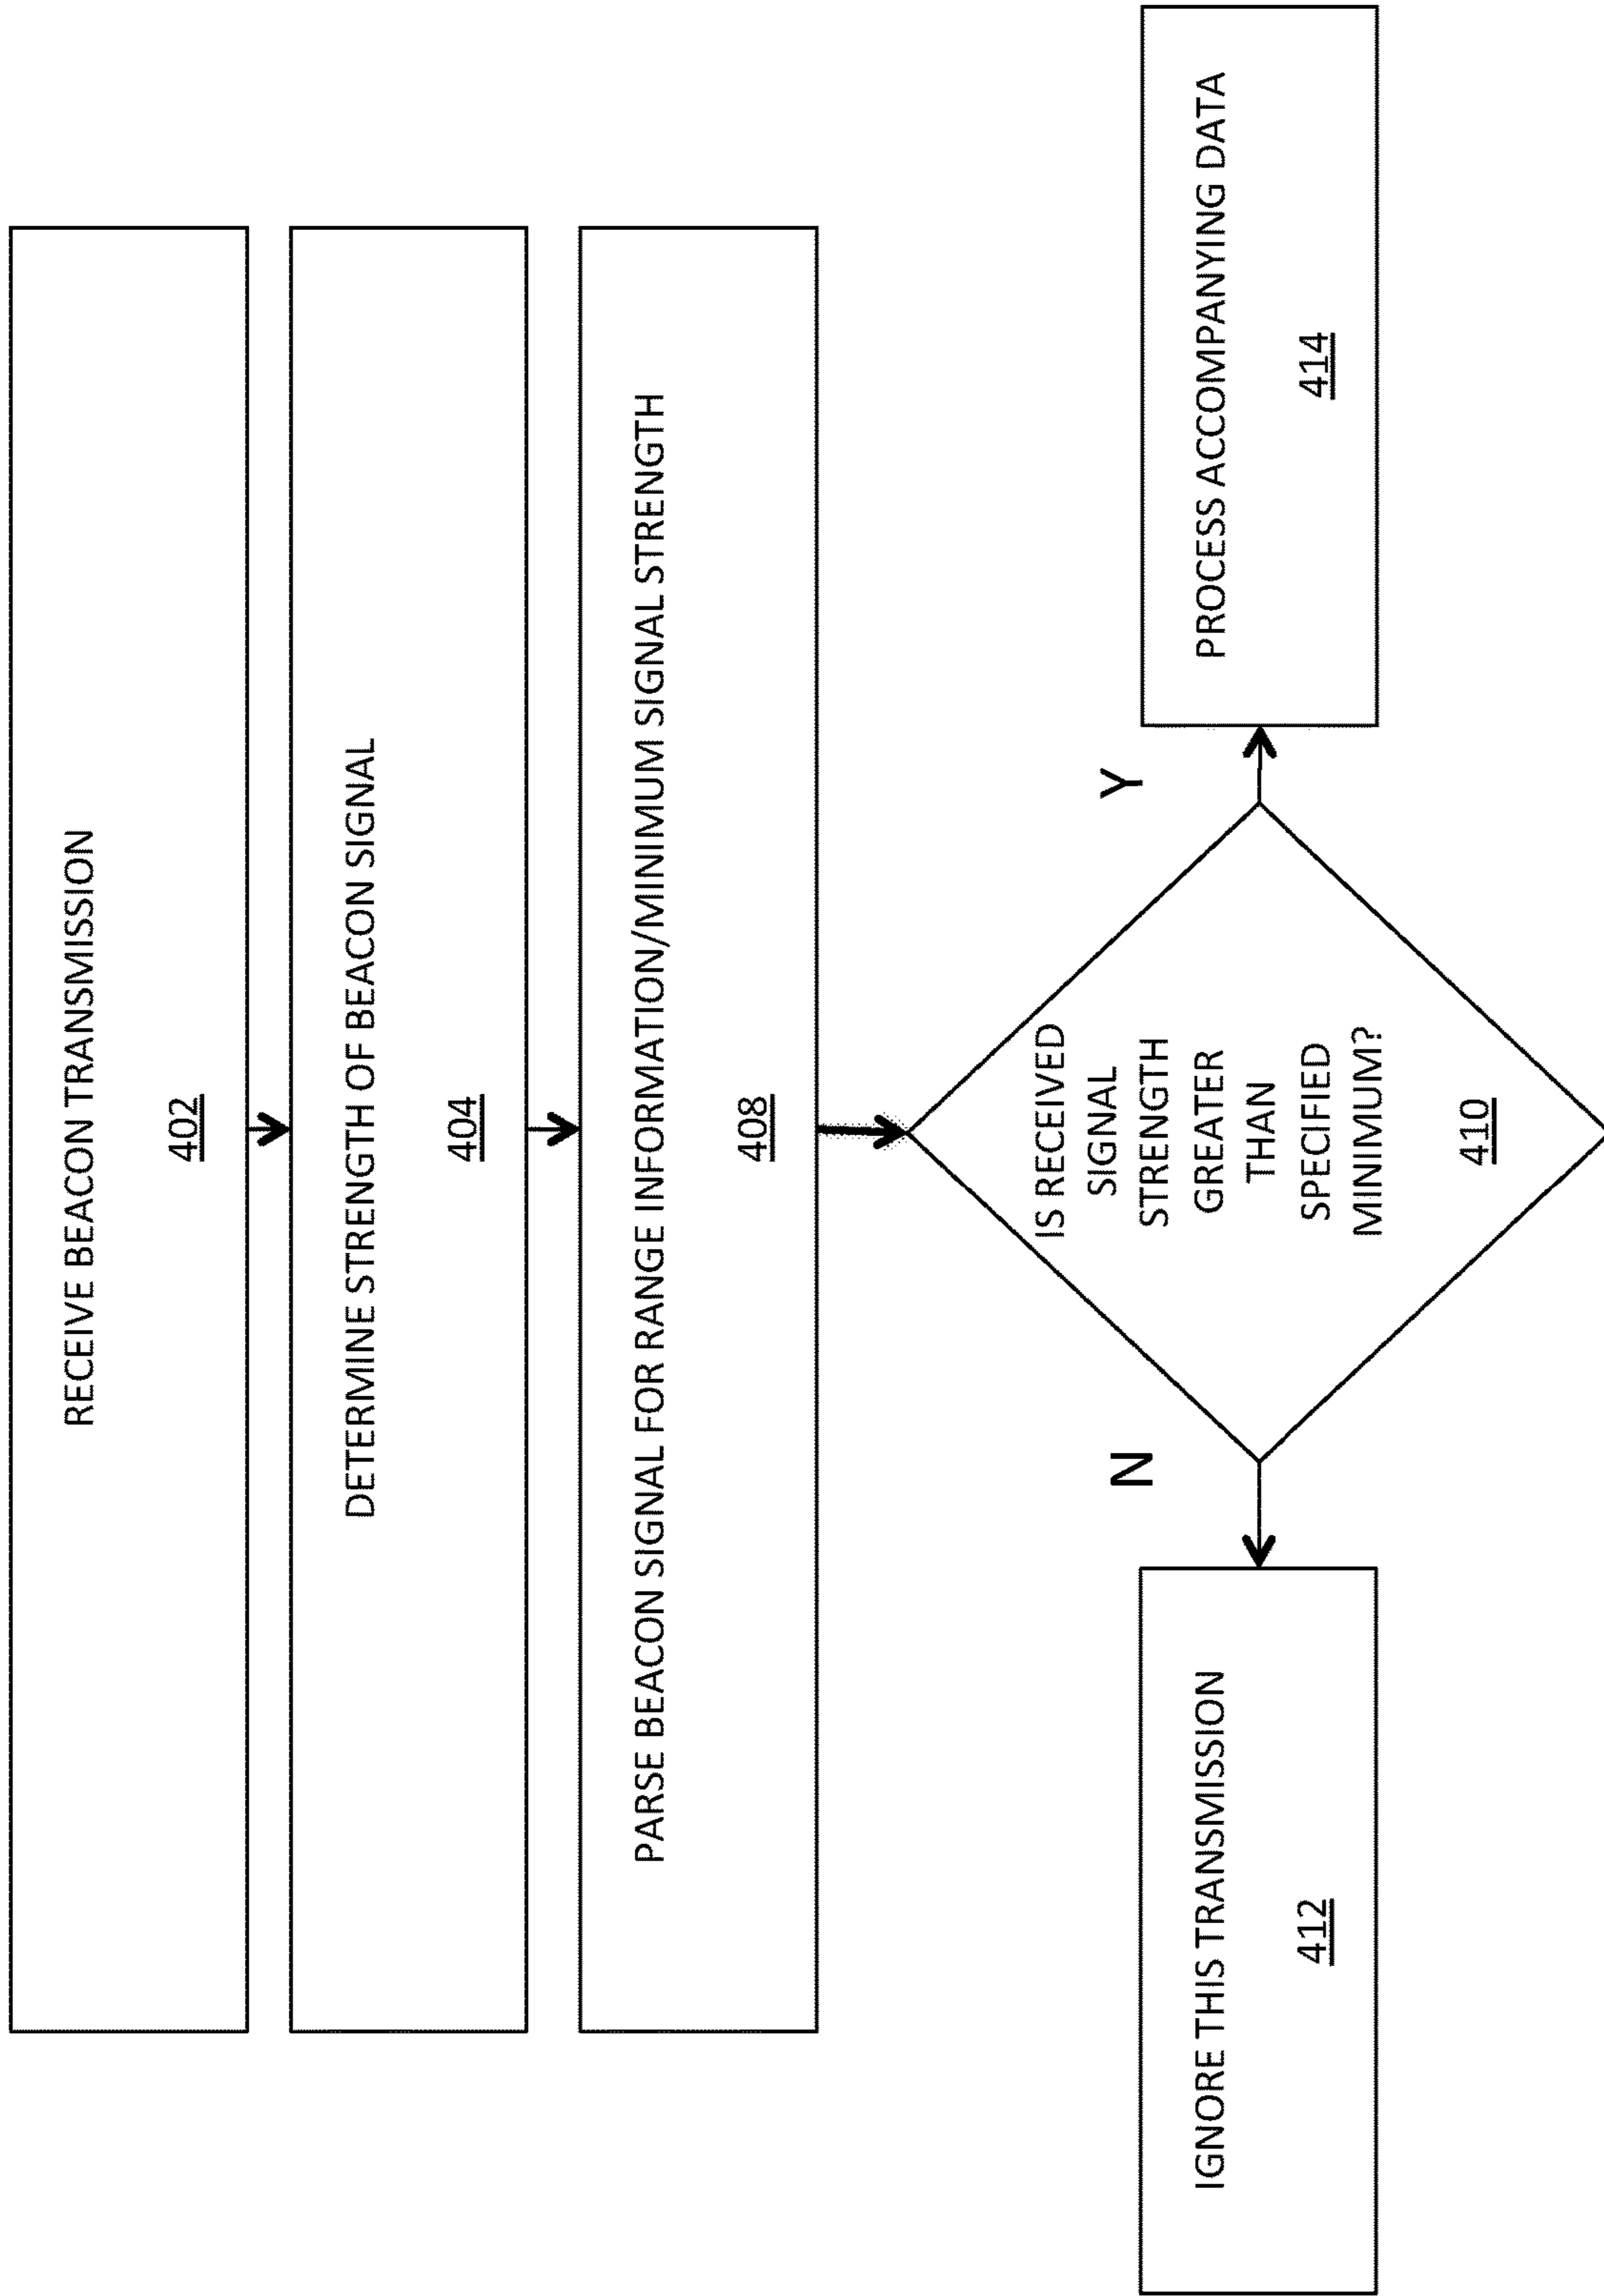 RECEIVE BEACON TRANSMISSION
402
DETERMINE STRENGTH OF BEACON SIGNAL
404
PARSE BEACON SIGNAL FOR RANGE INFORMATION/MINIMUM SIGNAL STRENGTH
408
IS RECEIVED
SIGNAL
STRENGTH
GREATER
THAN
SPECIFIED
MINIMUM?
410
N
Y
IGNORE THIS TRANSMISSION
412
PROCESS ACCOMPANYING DATA
414